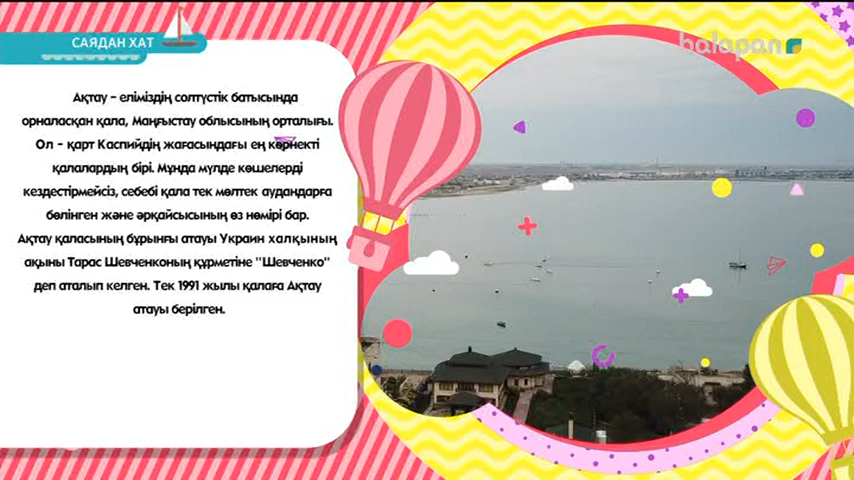 САЯДАН ХАТ
balapan
Ақтау – еліміздің солтүстік батысында
орналасқан қала, Маңғыстау облысының орталығы.
Ол – қарт Каспийдің жағасындағы ең көрнекті
қалалардың бірі. Мұнда мүлде көшелерді
кездестірмейсіз, себебі қала тек мөлтек аудандарға
бөлінген және әрқайсысының өз нөмірі бар.
Ақтау қаласының бұрынғы атауы Украин халқының
ақыны Тарас Шевченконың құрметіне "Шевченко"
деп аталып келген. Тек 1991 жылы қалаға Ақтау
атауы берілген.